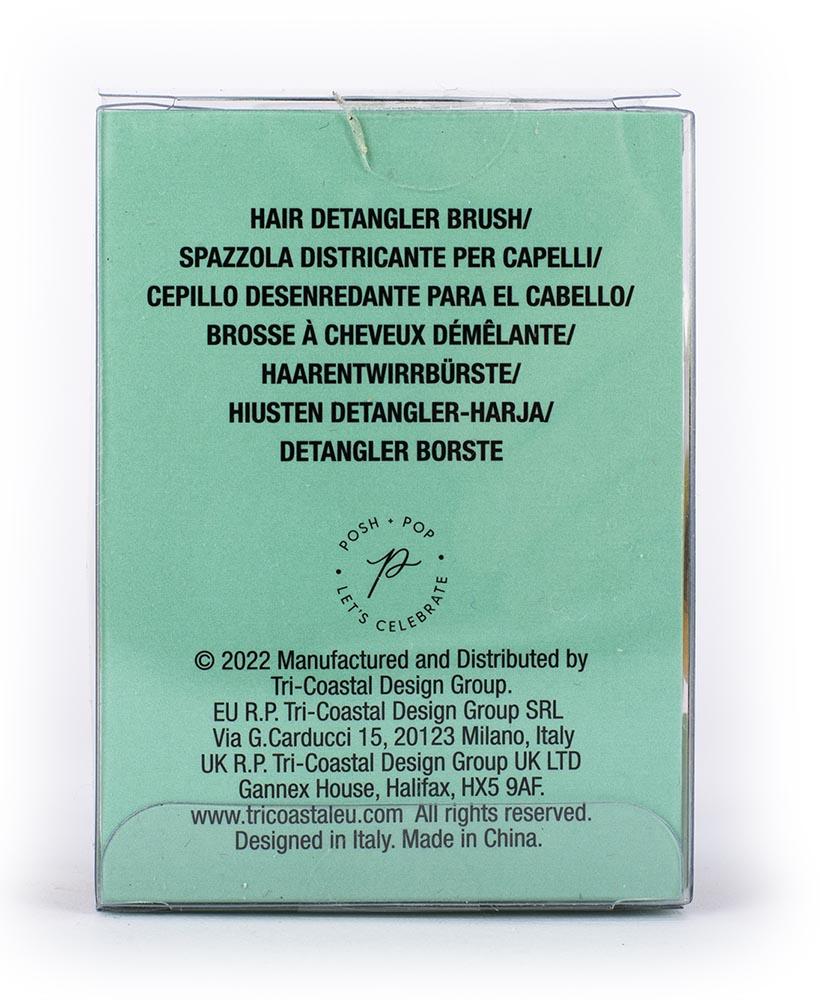 HAIR DETANGLER BRUSH/
SPAZZOLA DISTRICANTE PER CAPELLI/
CEPILLO DESENREDANTE PARA EL CABELLO/
BROSSE À CHEVEUX DÉMÊLANTE/
HAARENTWIRRBÜRSTE/
HIUSTEN DETANGLER-HARJA/
DETANGLER BORSTE
POSH + POP
p
• LET'S CELEBRATE •
© 2022 Manufactured and Distributed by
Tri-Coastal Design Group.
EU R.P. Tri-Coastal Design Group SRL
Via G.Carducci 15, 20123 Milano, Italy
UK R.P. Tri-Coastal Design Group UK LTD
Gannex House, Halifax, HX5 9AF.
www.tricoastaleu.com All rights reserved.
Designed in Italy. Made in China.